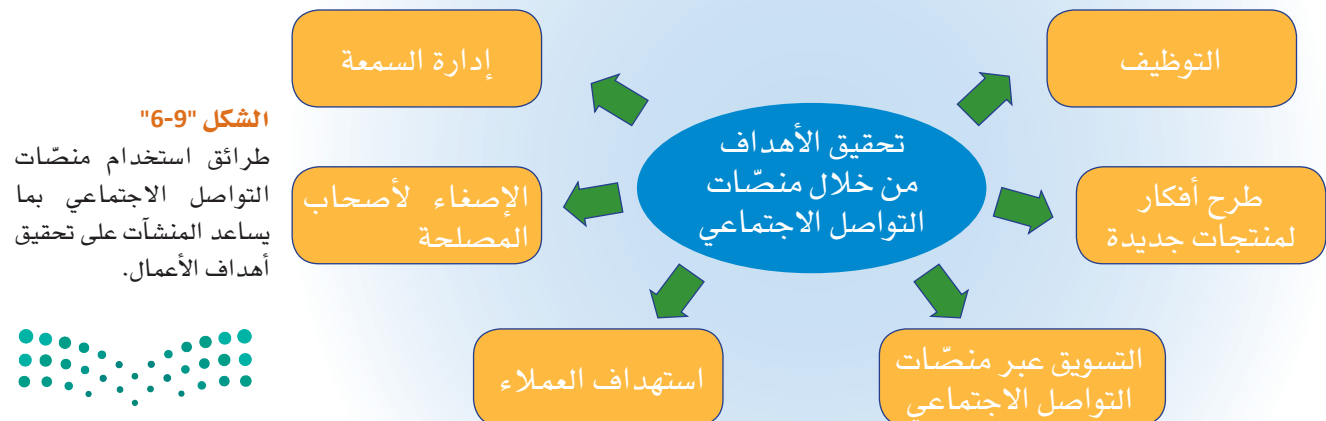 التوظيف
إدارة السمعة
تحقيق الأهداف
من خلال منصّات
التواصل الاجتماعي
طرح أفكار
لمنتجات جديدة
الإصغاء لأصحاب
المصلحة
التسويق عبر منصّات
التواصل الاجتماعي
استهداف العملاء
الشكل "9-6"
طرائق استخدام منصّات
التواصل الاجتماعي بما
يساعد المنشآت على تحقيق
أهداف الأعمال.